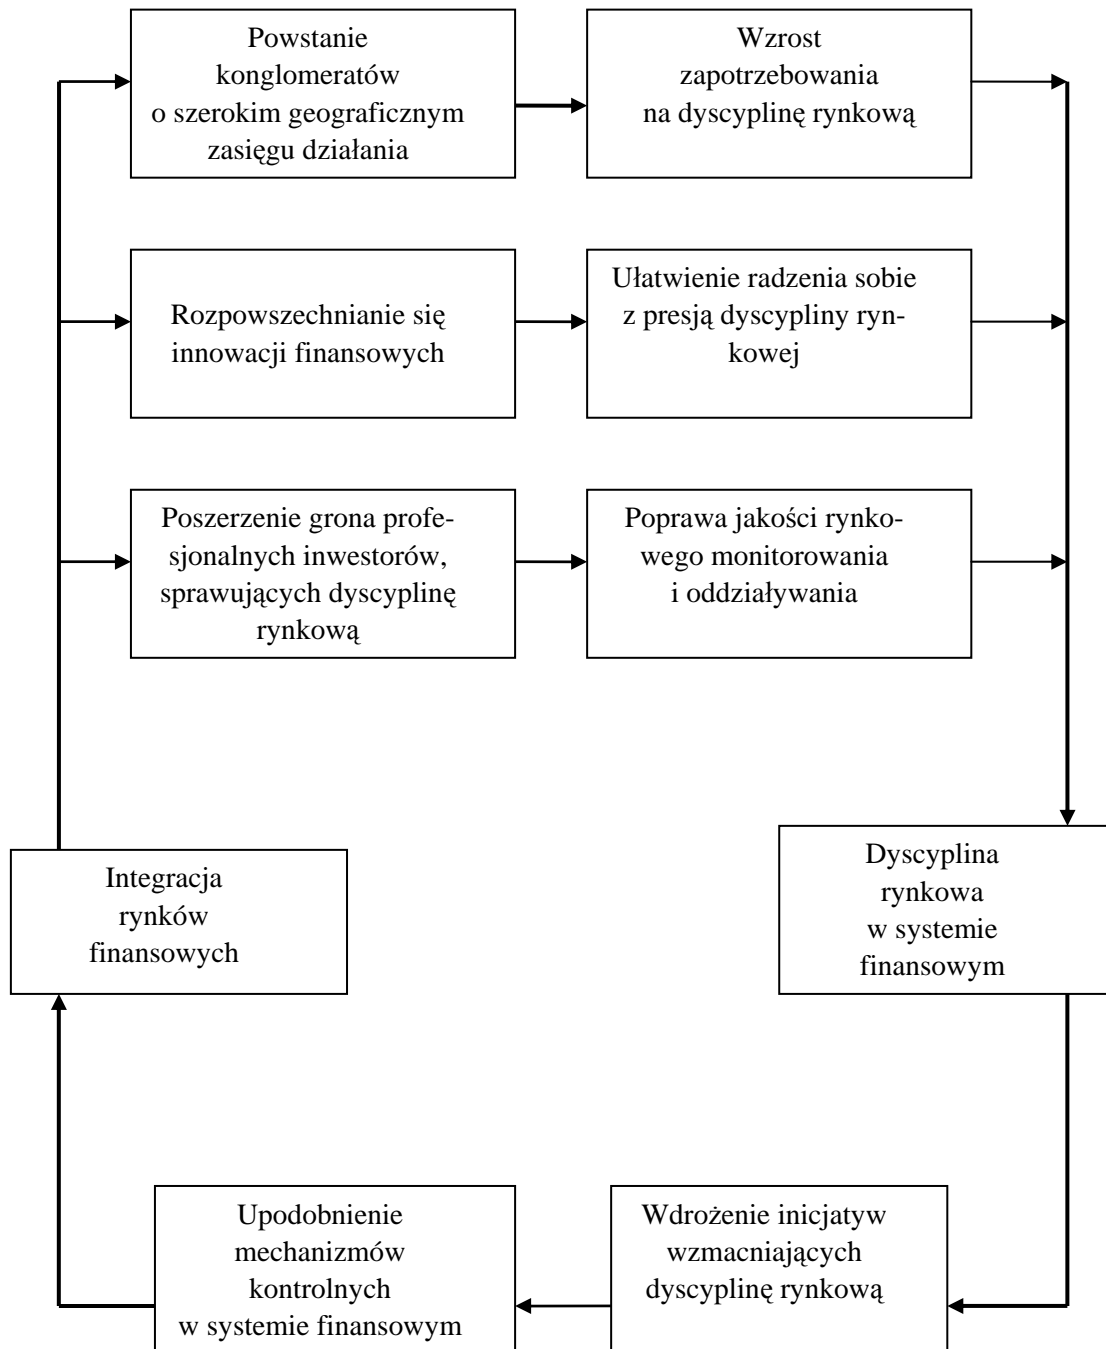 Powstanie
konglomeratów
o szerokim geograficznym
zasięgu działania
Wzrost
zapotrzebowania
na dyscyplinę rynkową
Rozpowszechnianie się
innowacji finansowych
Ułatwienie radzenia sobie
z presją dyscypliny ryn-
kowej
Poszerzenie grona profe-
sjonalnych inwestorów,
sprawujących dyscyplinę
rynkową
Poprawa jakości rynko-
wego monitorowania
i oddziaływania
Integracja
rynków
finansowych
Dyscyplina
rynkowa
w systemie
finansowym
Upodobnienie
mechanizmów
kontrolnych
w systemie finansowym
Wdrożenie inicjatyw
wzmacniających
dyscyplinę rynkową